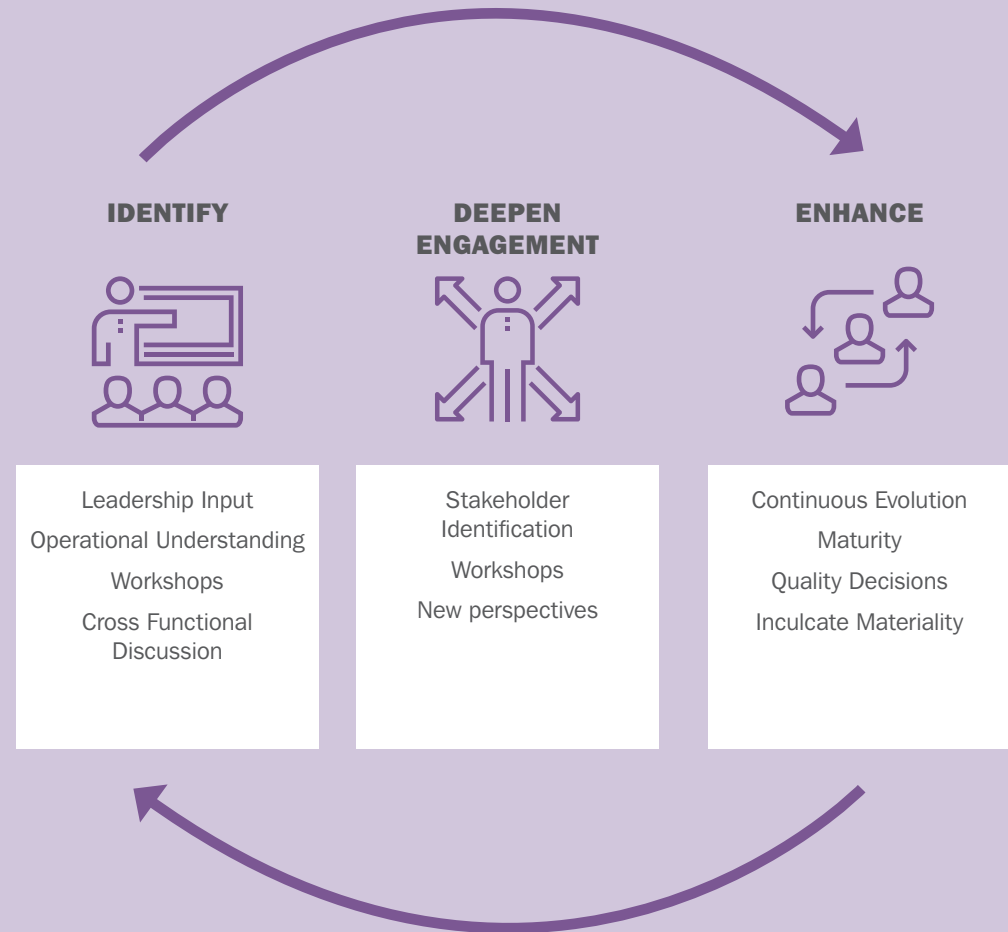 IDENTIFY
Leadership Input
Operational Understanding
Workshops
Cross Functional
Discussion
DEEPEN
ENGAGEMENT
Stakeholder
Identification
Workshops
New perspectives
ENHANCE
Continuous Evolution
Maturity
Quality Decisions
Inculcate Materiality